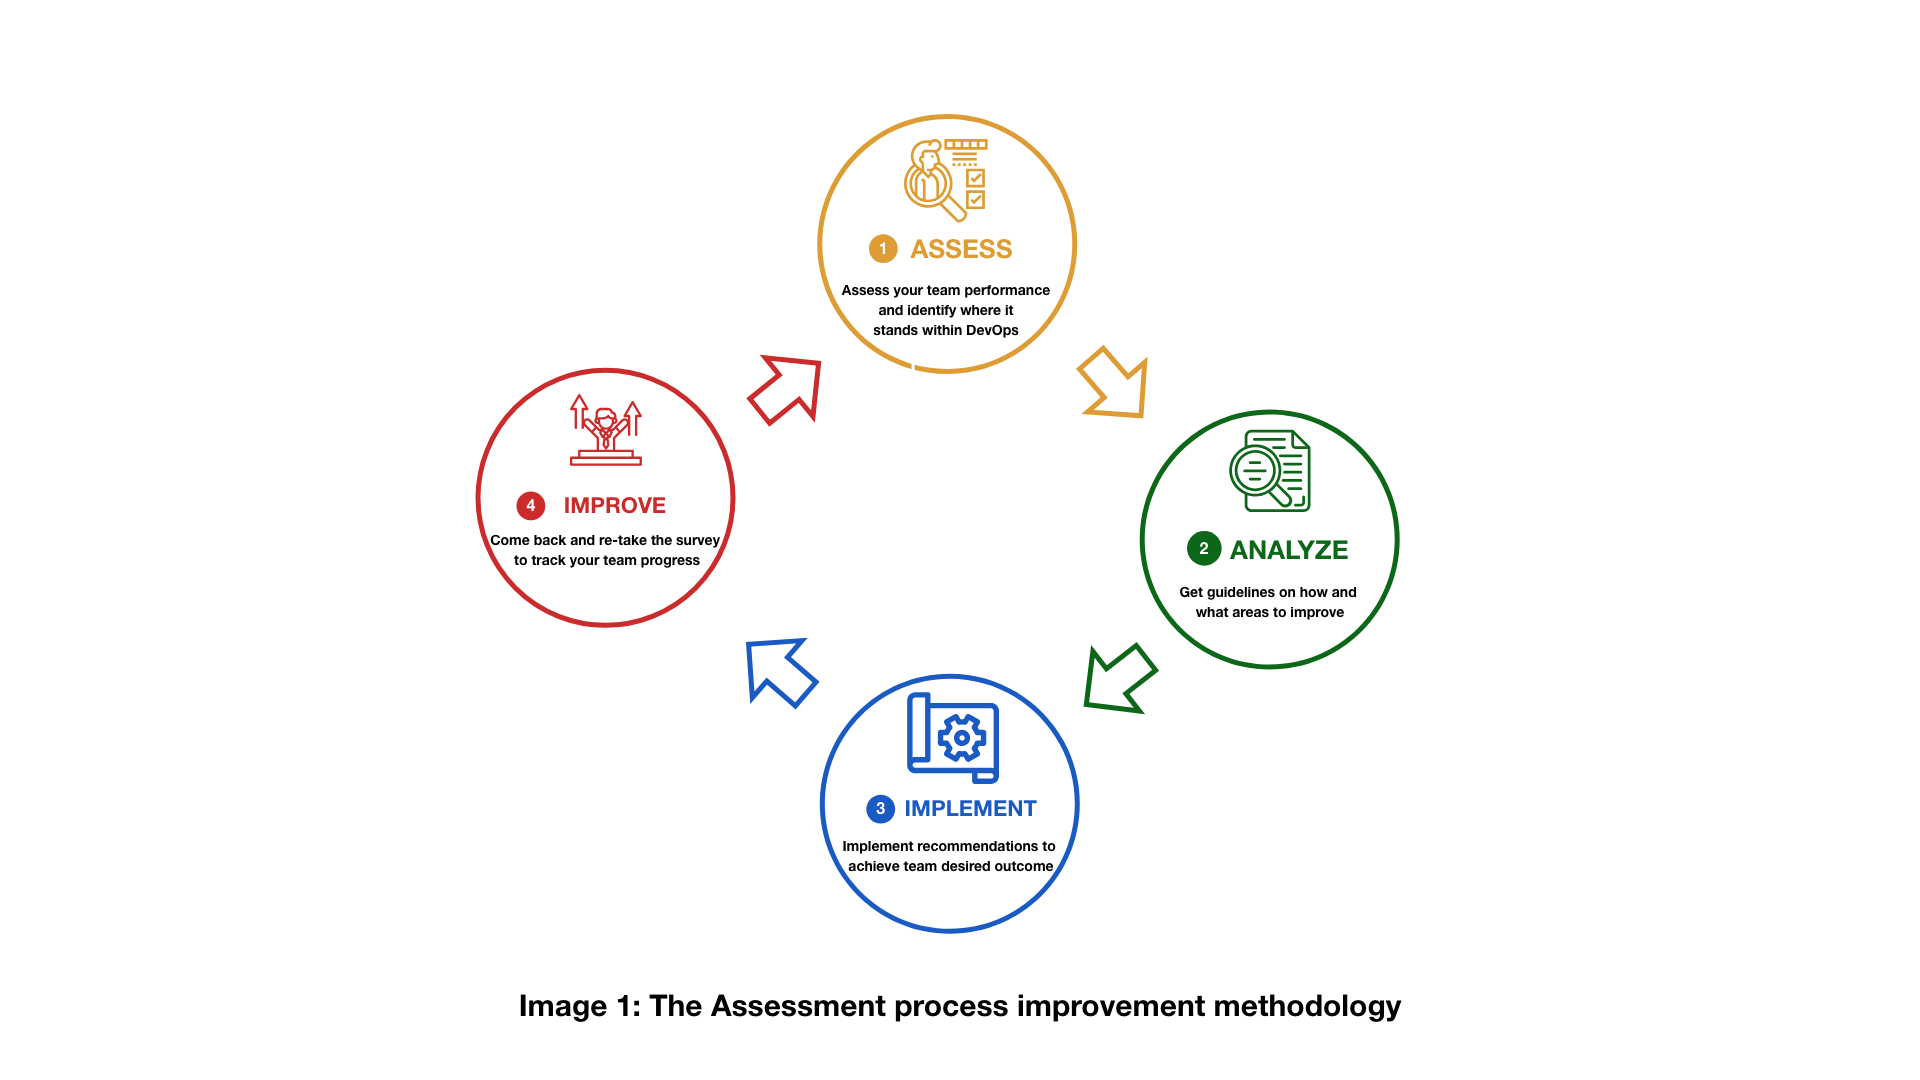 1 ASSESS
Assess your team performance
and identify where it
stands within DevOps
2 ANALYZE
Get guidelines on how and
what areas to improve
3 IMPLEMENT
Implement recommendations to
achieve team desired outcome
4 IMPROVE
Come back and re-take the survey
to track your team progress
Image 1: The Assessment process improvement methodology